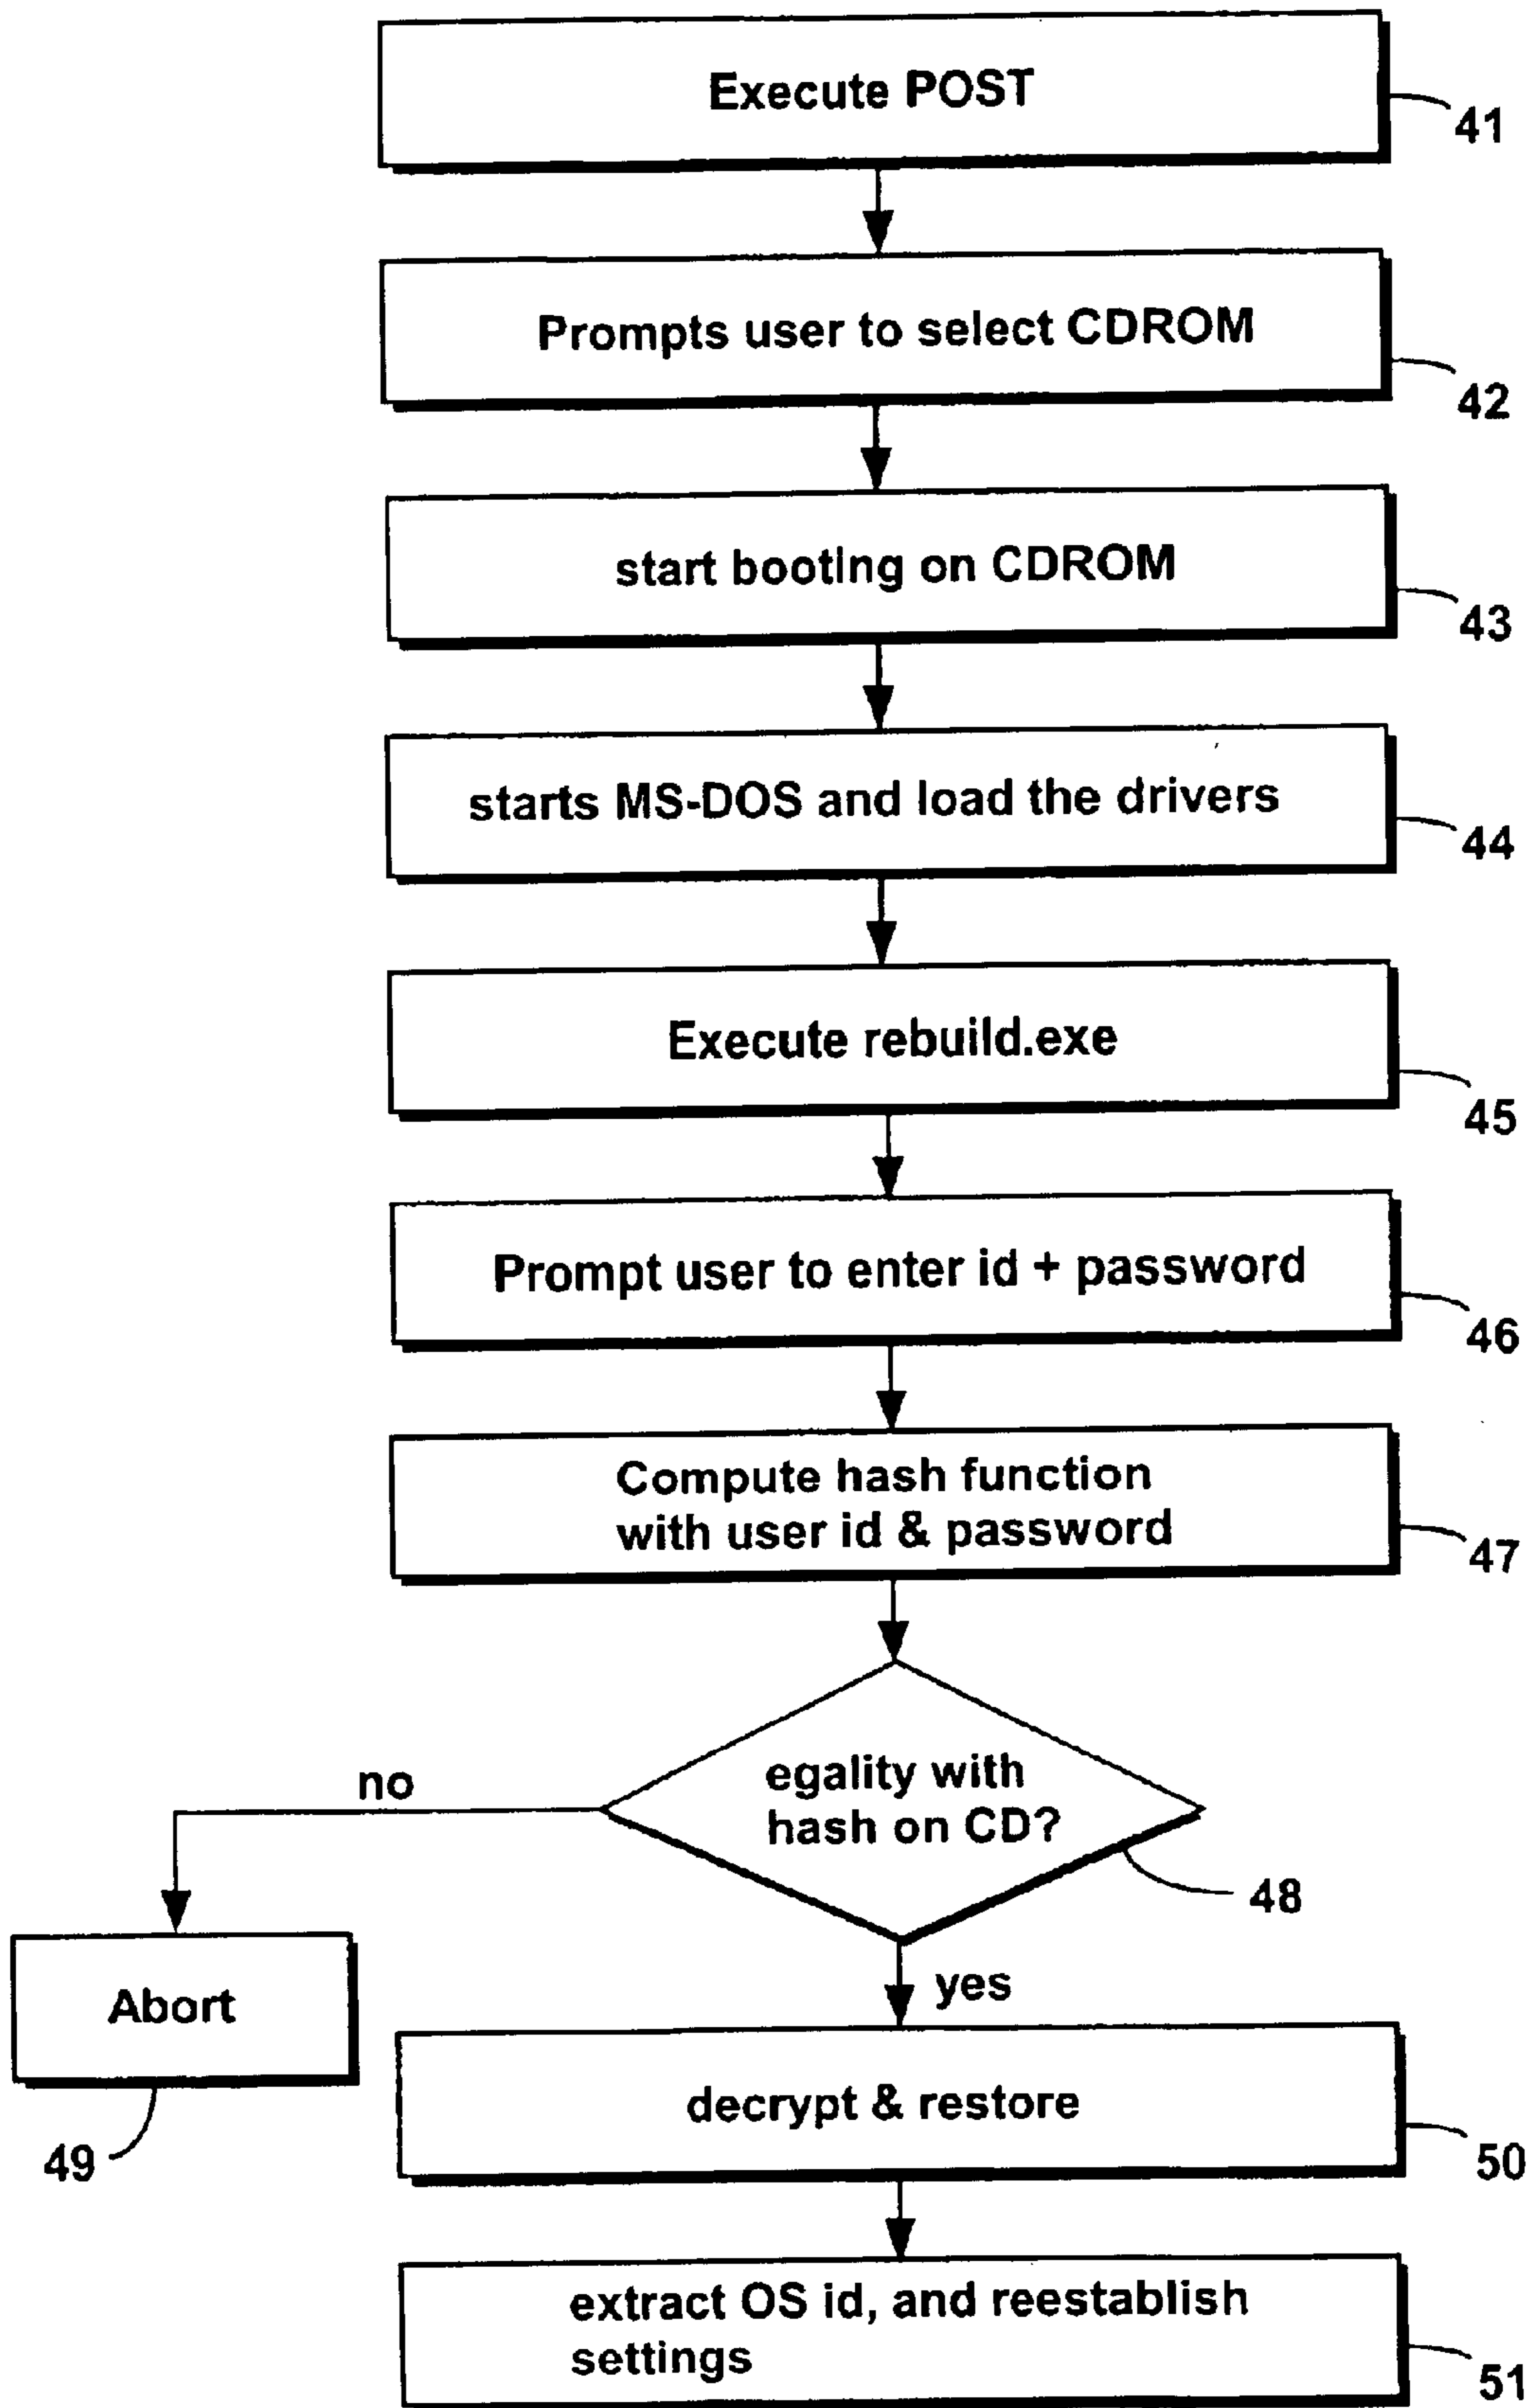 Execute POST
41
Prompts user to select CDROM
42
start booting on CDROM
43
starts MS-DOS and load the drivers
44
Execute rebuild.exe
45
Prompt user to enter id + password
46
Compute hash function
with user id & password
47
egality with
hash on CD?
48
no
yes
Abort
49
decrypt & restore
50
extract OS id, and reestablish
settings
51